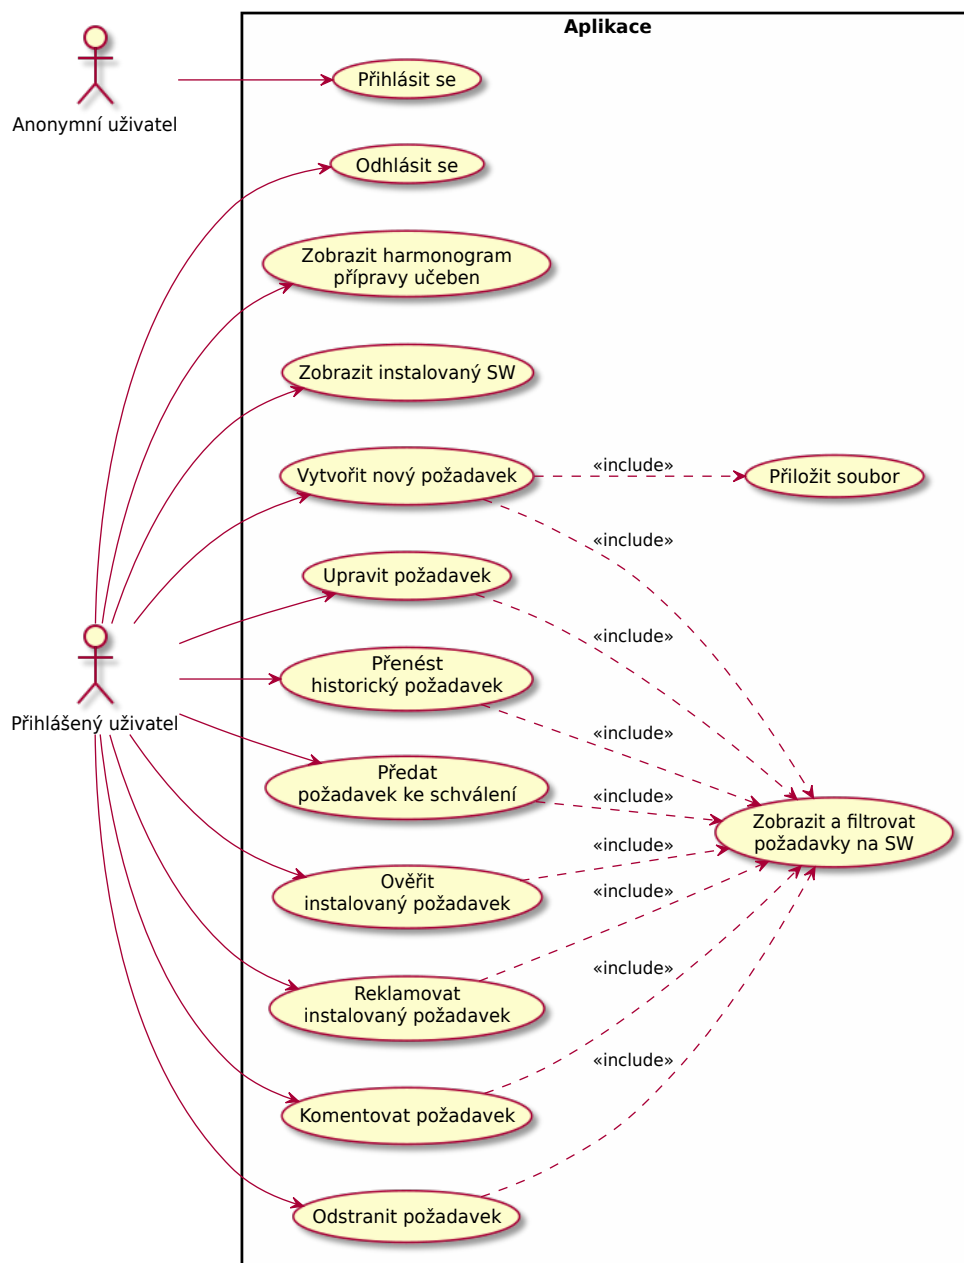 Aplikace
Přihlásit se
Anonymní uživatel
Odhlásit se
Zobrazit harmonogram
přípravy učeben
Zobrazit instalovaný SW
Vytvořit nový požadavek
«include»
Přiložit soubor
«include»
Upravit požadavek
«include»
Přenést
historický požadavek
Přihlášený uživatel
«include»
Předat
požadavek ke schválení
«include»
Zobrazit a filtrovat
požadavky na SW
«include»
Ověřit
instalovaný požadavek
«include»
Reklamovat
instalovaný požadavek
«include»
Komentovat požadavek
«include»
Odstranit požadavek